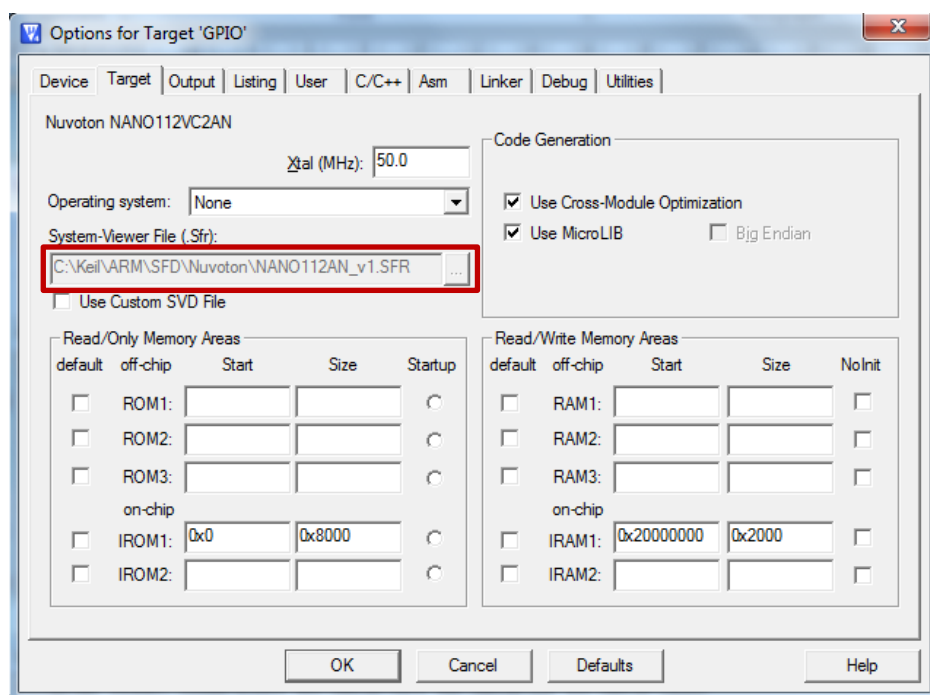 Options for Target 'GPIO'
Device Target Output Listing User C/C++ Asm Linker Debug Utilities
Nuvoton NANO112VC2AN
Xtal (MHz): 50.0
Operating system: None
System-Viewer File (.Sfr):
C:\Keil\ARM\SFD\Nuvoton\NANO112AN_v1.SFR ...
Use Custom SVD File
Code Generation
Use Cross-Module Optimization
Use MicroLIB Big Endian
Read/Only Memory Areas
default off-chip Start Size Startup
ROM1:
ROM2:
ROM3:
on-chip
IROM1: 0x0 0x8000
IROM2:
Read/Write Memory Areas
default off-chip Start Size NoInit
RAM1:
RAM2:
RAM3:
on-chip
IRAM1: 0x20000000 0x2000
IRAM2:
OK Cancel Defaults Help